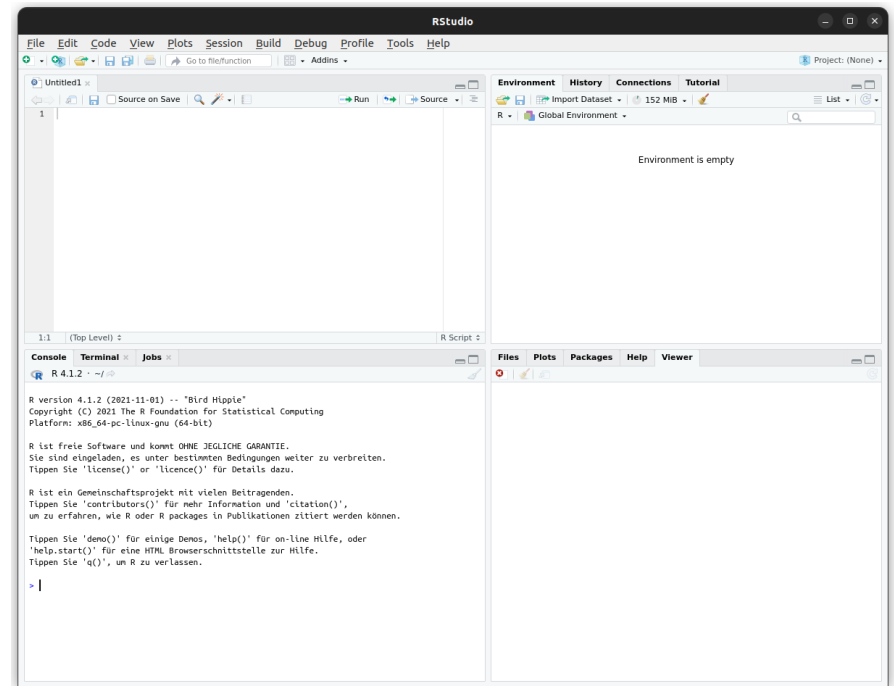 RStudio
File Edit Code View Plots Session Build Debug Profile Tools Help
Go to file/function Addins Project: (None)
Untitled1
Source on Save Run Source
1
1:1 (Top Level) R Script
Environment History Connections Tutorial
Import Dataset 152 MiB List
R Global Environment
Environment is empty
Console Terminal Jobs
R 4.1.2 · ~/
R version 4.1.2 (2021-11-01) -- "Bird Hippie"
Copyright (C) 2021 The R Foundation for Statistical Computing
Platform: x86_64-pc-linux-gnu (64-bit)
R ist freie Software und kommt OHNE JEGLICHE GARANTIE.
Sie sind eingeladen, es unter bestimmten Bedingungen weiter zu verbreiten.
Tippen Sie 'license()' or 'licence()' für Details dazu.
R ist ein Gemeinschaftsprojekt mit vielen Beitragenden.
Tippen Sie 'contributors()' für mehr Information und 'citation()',
um zu erfahren, wie R oder R packages in Publikationen zitiert werden können.
Tippen Sie 'demo()' für einige Demos, 'help()' für on-line Hilfe, oder
'help.start()' für eine HTML Browserschnittstelle zur Hilfe.
Tippen Sie 'q()', um R zu verlassen.
>
Files Plots Packages Help Viewer